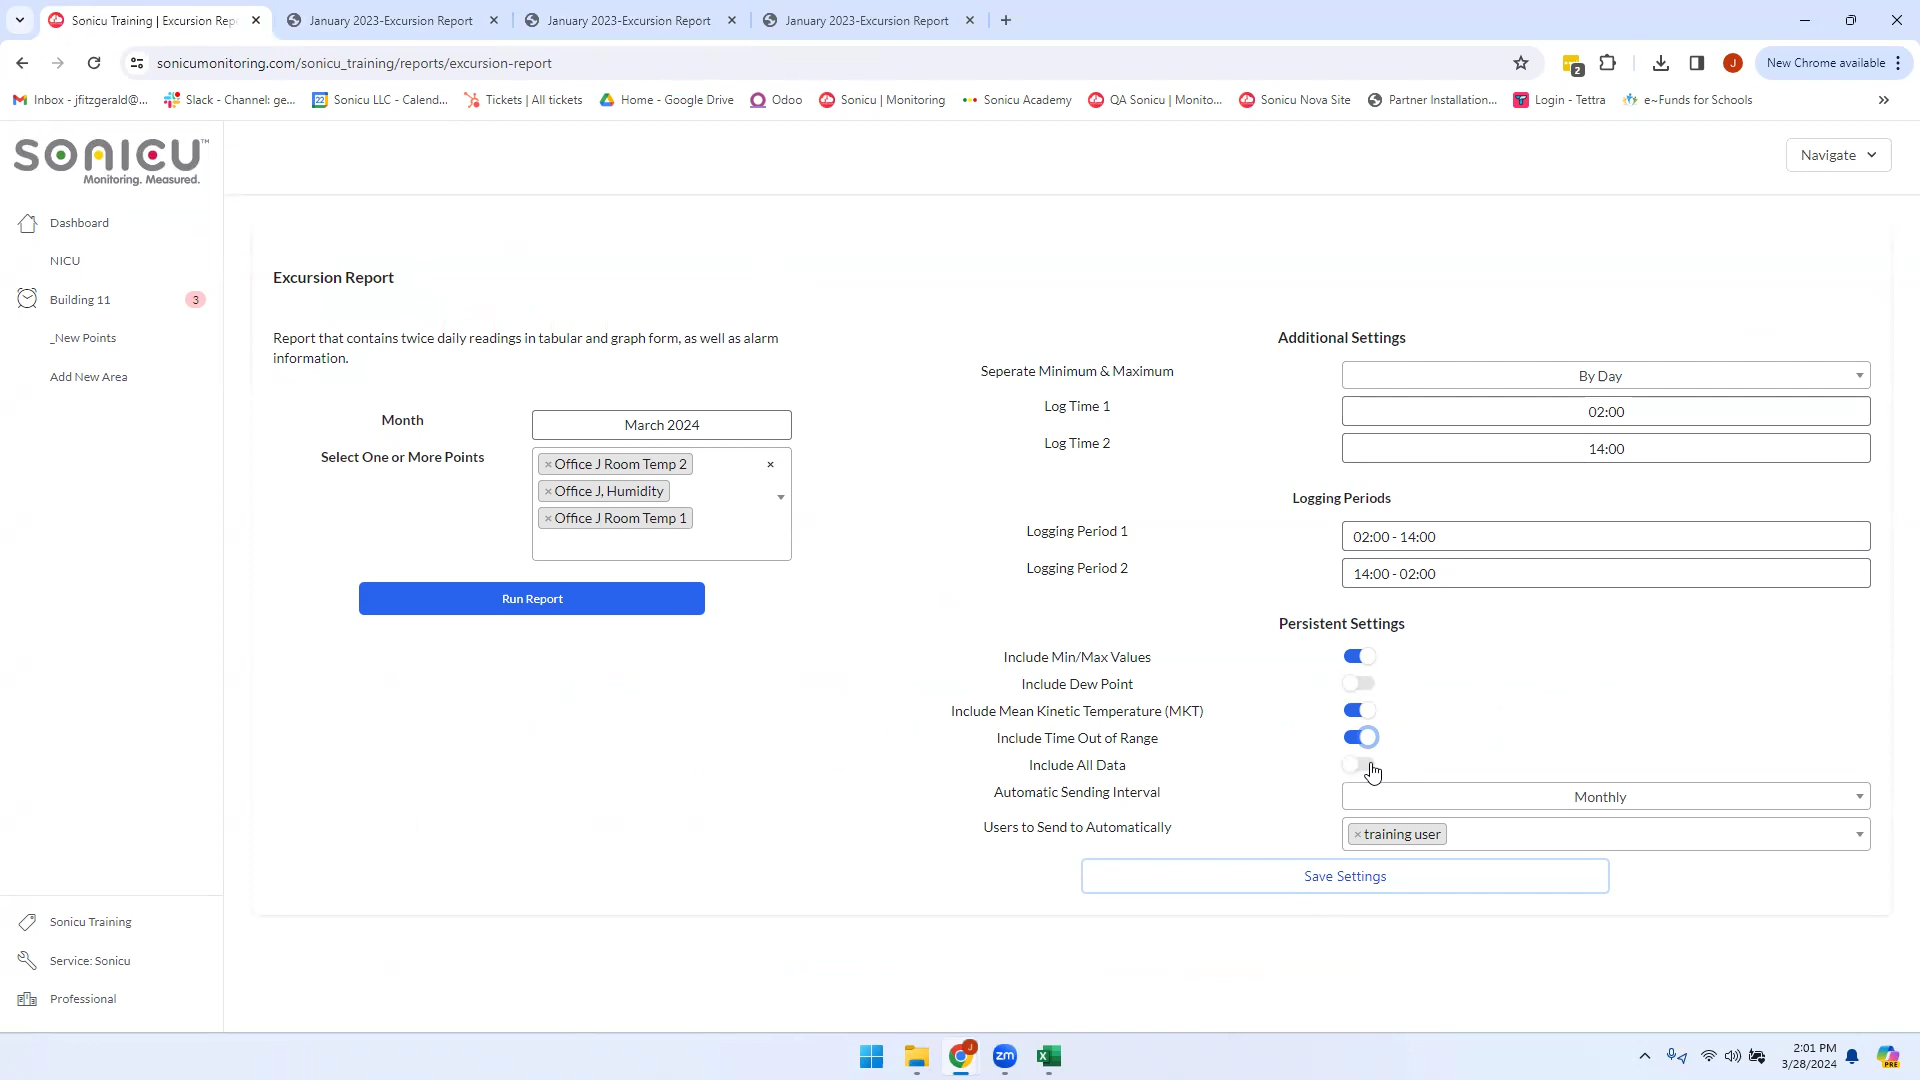 Sonicu Training | Excursion Rep
January 2023-Excursion Report
January 2023-Excursion Report
January 2023-Excursion Report
sonicumonitoring.com/sonicu_training/reports/excursion-report
2
J
New Chrome available
Inbox - jfitzgerald@...
Slack - Channel: ge...
22
Sonicu LLC - Calend...
Tickets | All tickets
Home - Google Drive
Odoo
Sonicu | Monitoring
Sonicu Academy
QA Sonicu | Monito...
Sonicu Nova Site
Partner Installation...
Login - Tettra
e~Funds for Schools
SONICU™
Monitoring. Measured.
Navigate
Dashboard
NICU
Building 11
3
_New Points
Add New Area
Sonicu Training
Service: Sonicu
Professional
Excursion Report
Report that contains twice daily readings in tabular and graph form, as well as alarm
information.
Month
March 2024
Select One or More Points
× Office J Room Temp 2
×
× Office J, Humidity
× Office J Room Temp 1
Run Report
Additional Settings
Seperate Minimum & Maximum
By Day
Log Time 1
02:00
Log Time 2
14:00
Logging Periods
Logging Period 1
02:00 - 14:00
Logging Period 2
14:00 - 02:00
Persistent Settings
Include Min/Max Values
Include Dew Point
Include Mean Kinetic Temperature (MKT)
Include Time Out of Range
Include All Data
Automatic Sending Interval
Monthly
Users to Send to Automatically
× training user
Save Settings
J
zm
X
2:01 PM
3/28/2024
PRE